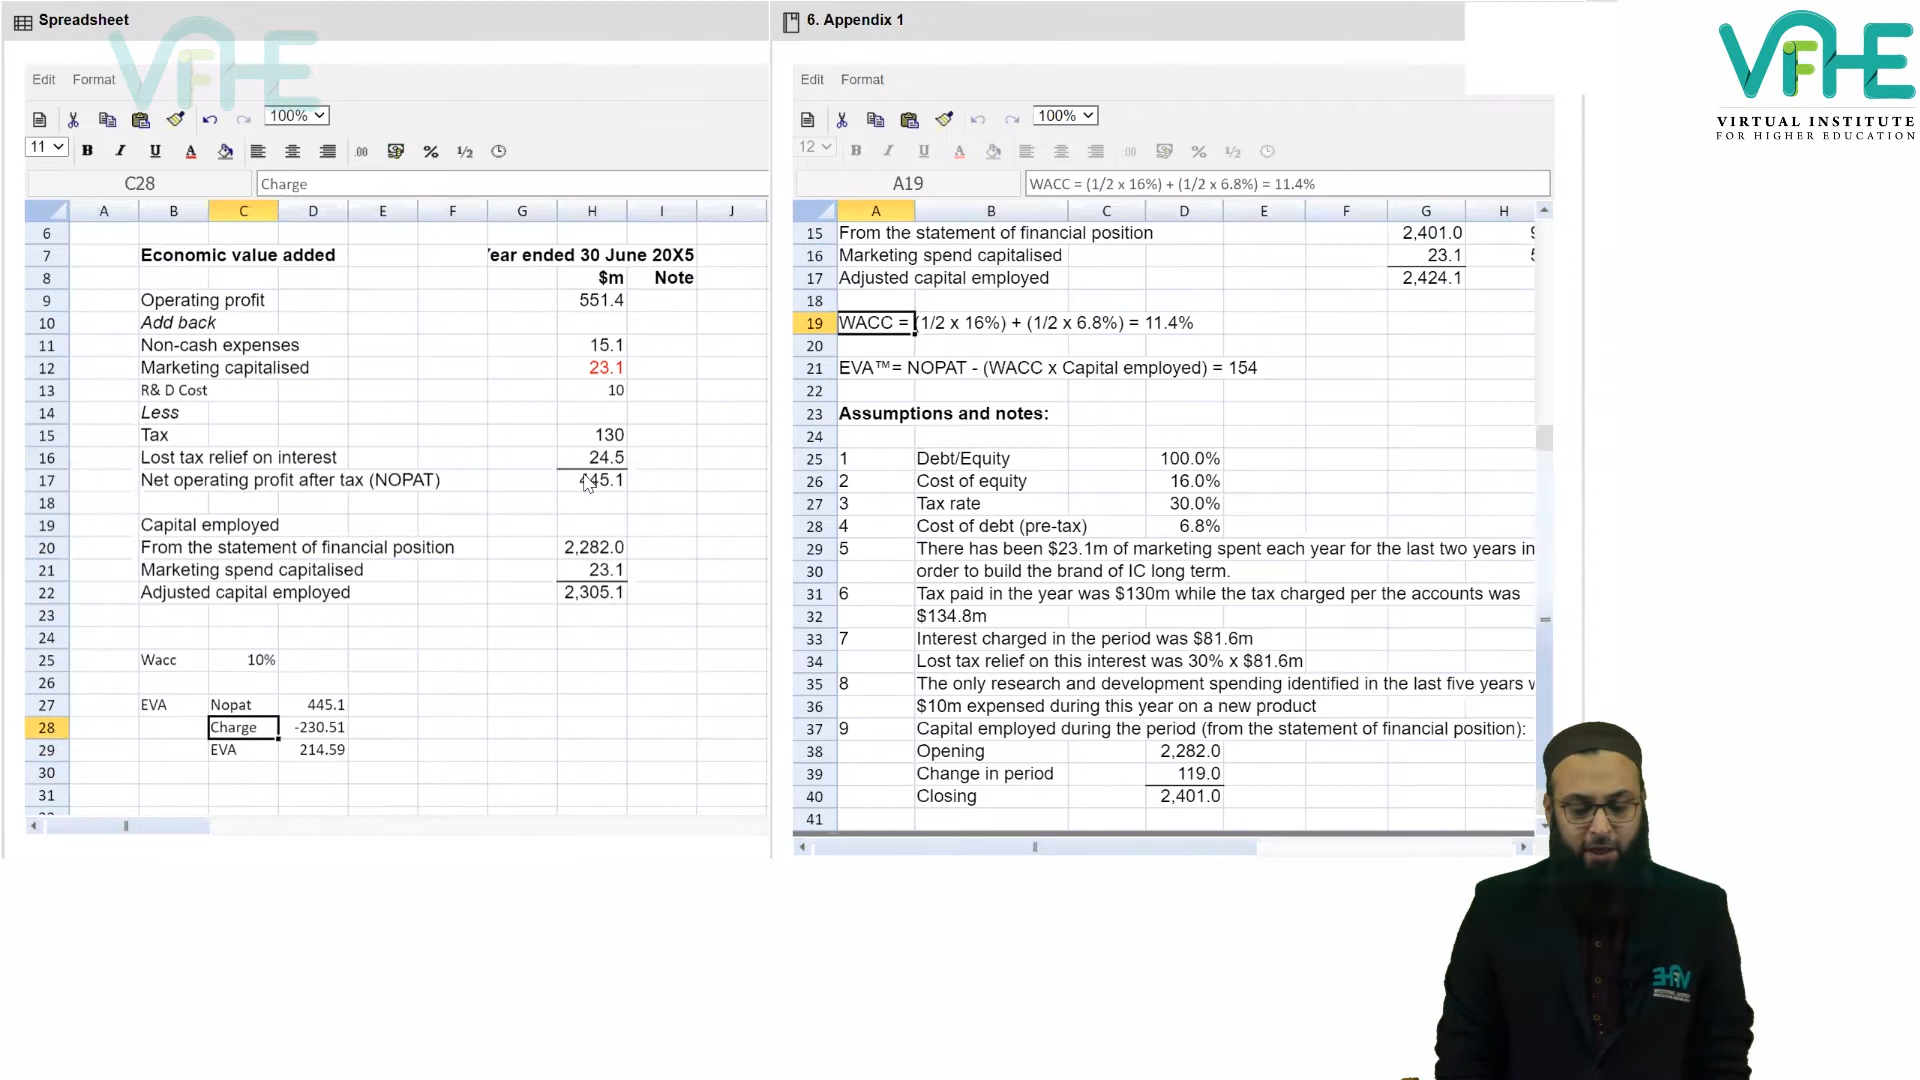 Spreadsheet
Edit Format
100%
11 B I U A .00 % 1/2
C28 Charge
A B C D E F G H I J
6
7 Economic value added Year ended 30 June 20X5
8 $m Note
9 Operating profit 551.4
10 Add back
11 Non-cash expenses 15.1
12 Marketing capitalised 23.1
13 R& D Cost 10
14 Less
15 Tax 130
16 Lost tax relief on interest 24.5
17 Net operating profit after tax (NOPAT) 445.1
18
19 Capital employed
20 From the statement of financial position 2,282.0
21 Marketing spend capitalised 23.1
22 Adjusted capital employed 2,305.1
23
24
25 Wacc 10%
26
27 EVA Nopat 445.1
28 Charge -230.51
29 EVA 214.59
30
31
6. Appendix 1
Edit Format
100%
12 B I U A .00 % 1/2
A19 WACC = (1/2 x 16%) + (1/2 x 6.8%) = 11.4%
A B C D E F G H
15 From the statement of financial position 2,401.0
16 Marketing spend capitalised 23.1
17 Adjusted capital employed 2,424.1
18
19 WACC = (1/2 x 16%) + (1/2 x 6.8%) = 11.4%
20
21 EVA™= NOPAT - (WACC x Capital employed) = 154
22
23 Assumptions and notes:
24
25 1 Debt/Equity 100.0%
26 2 Cost of equity 16.0%
27 3 Tax rate 30.0%
28 4 Cost of debt (pre-tax) 6.8%
29 5 There has been $23.1m of marketing spent each year for the last two years in
30 order to build the brand of IC long term.
31 6 Tax paid in the year was $130m while the tax charged per the accounts was
32 $134.8m
33 7 Interest charged in the period was $81.6m
34 Lost tax relief on this interest was 30% x $81.6m
35 8 The only research and development spending identified in the last five years
36 $10m expensed during this year on a new product
37 9 Capital employed during the period (from the statement of financial position):
38 Opening 2,282.0
39 Change in period 119.0
40 Closing 2,401.0
41
VIFHE
VIRTUAL INSTITUTE
FOR HIGHER EDUCATION